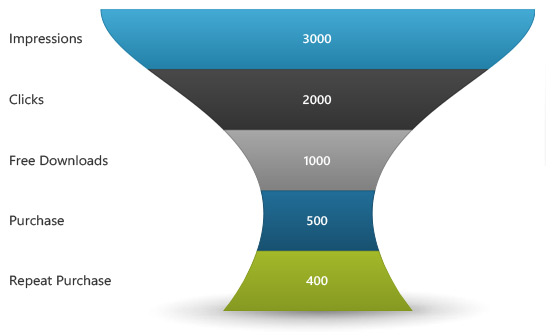 Impressions 3000
Clicks 2000
Free Downloads 1000
Purchase 500
Repeat Purchase 400